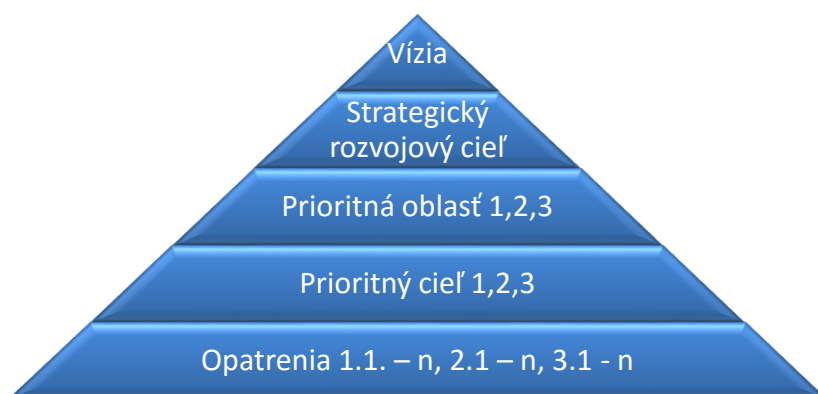 Vízia
Strategický
rozvojový cieľ
Prioritná oblasť 1,2,3
Prioritný cieľ 1,2,3
Opatrenia 1.1. – n, 2.1 – n, 3.1 - n